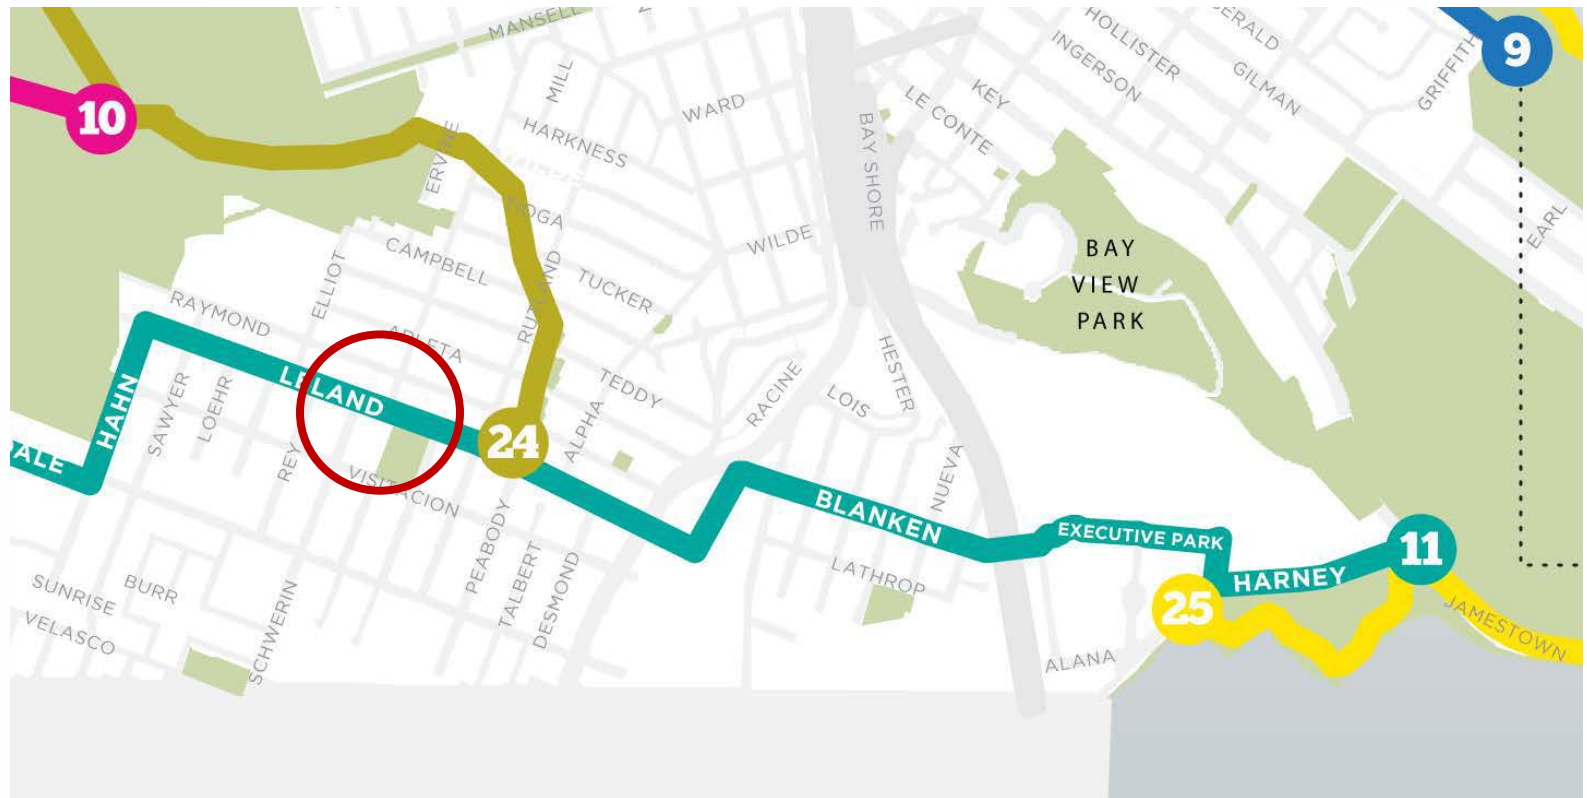 MANSELL
HOLLISTER
INGERSON
GILMAN
GRIFFITH
9
10
MILL
WARD
KEY
LE CONTE
HARKNESS
ERVINE
BAY SHORE
EARL
CAMPBELL
WILDE
BAY
VIEW
PARK
ELLIOT
TUCKER
RUTLAND
RAYMOND
ARLETA
HESTER
TEDDY
RACINE
LOIS
LELAND
HAHN
SAWYER
LOEHR
ALPHA
24
REY
VISITACION
NUEVA
BLANKEN
PEABODY
TALBERT
DESMOND
EXECUTIVE PARK
11
HARNEY
25
LATHROP
JAMESTOWN
SUNRISE
BURR
VELASCO
SCHWERIN
ALANA